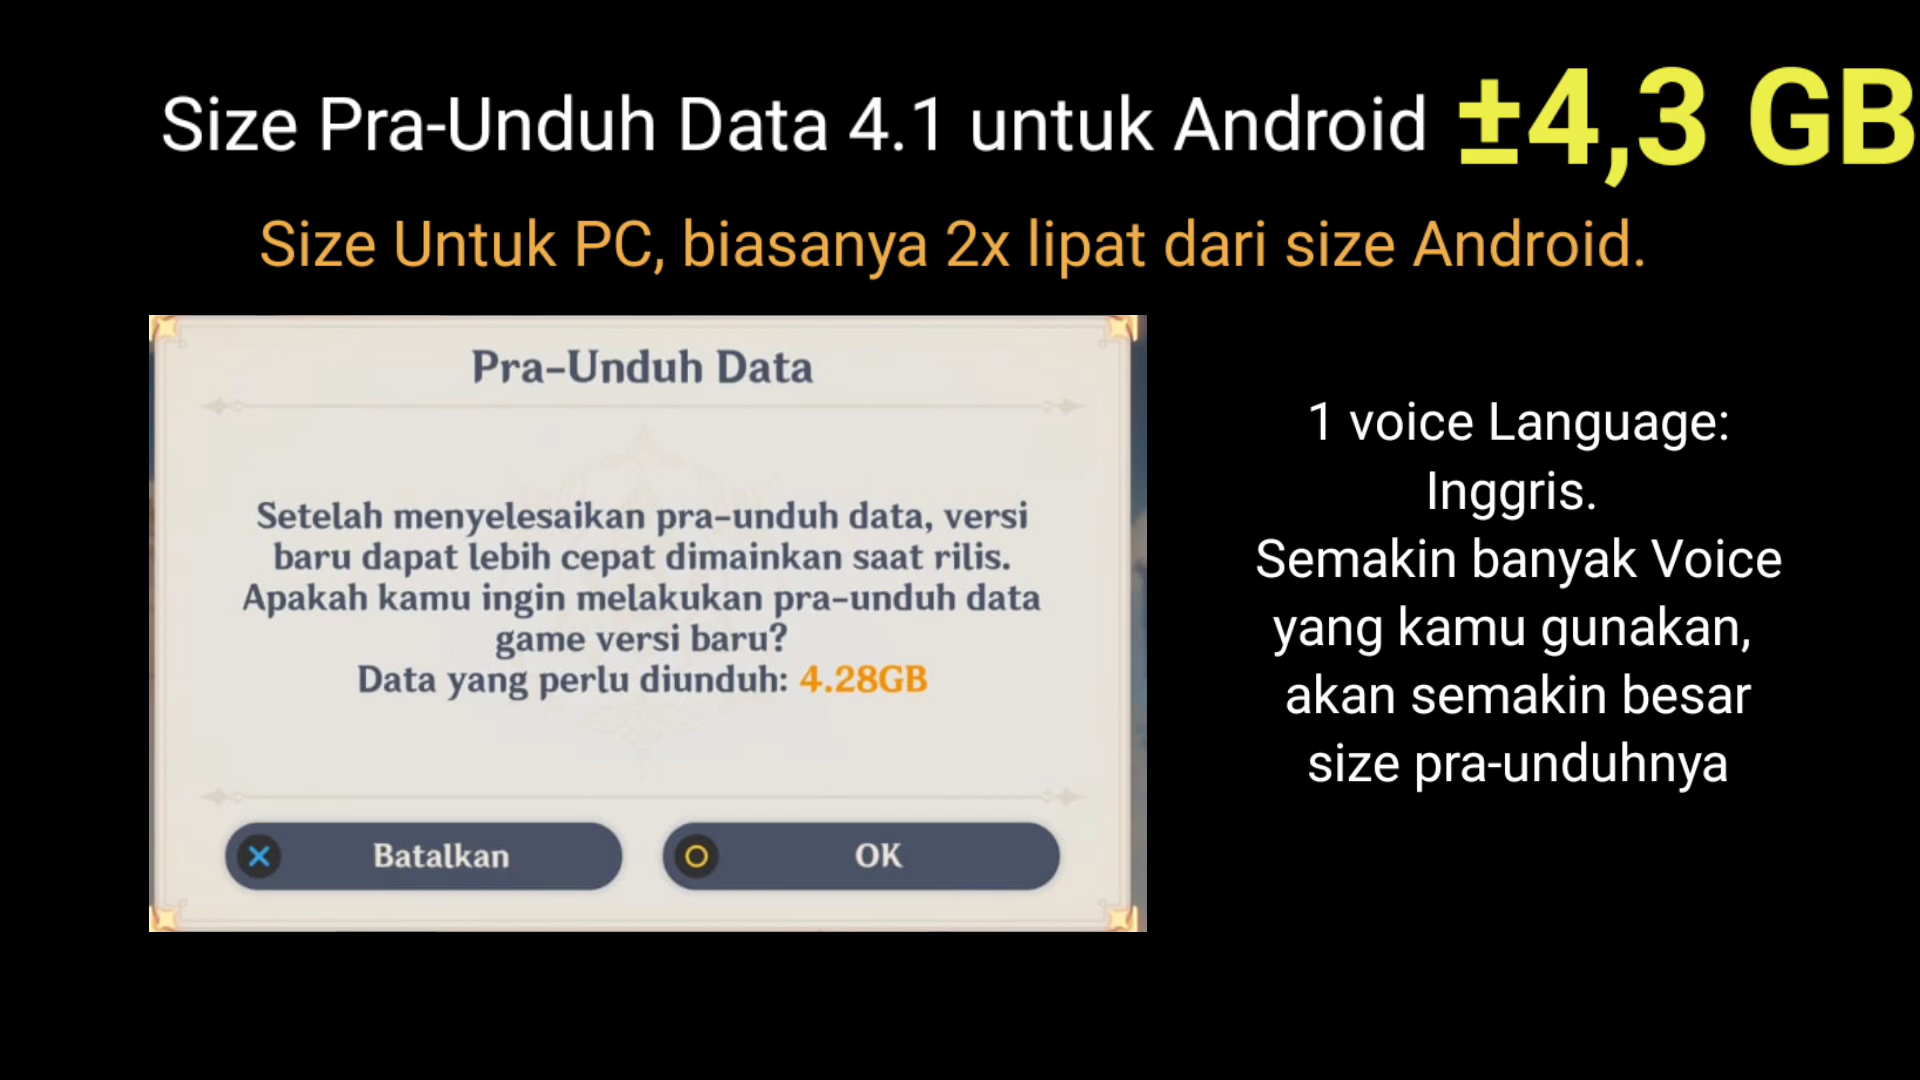 Size Pra-Unduh Data 4.1 untuk Android ±4,3 GB
Size Untuk PC, biasanya 2x lipat dari size Android.
Pra-Unduh Data
Setelah menyelesaikan pra-unduh data, versi
baru dapat lebih cepat dimainkan saat rilis.
Apakah kamu ingin melakukan pra-unduh data
game versi baru?
Data yang perlu diunduh: 4.28GB
Batalkan
OK
1 voice Language:
Inggris.
Semakin banyak Voice
yang kamu gunakan,
akan semakin besar
size pra-unduhnya